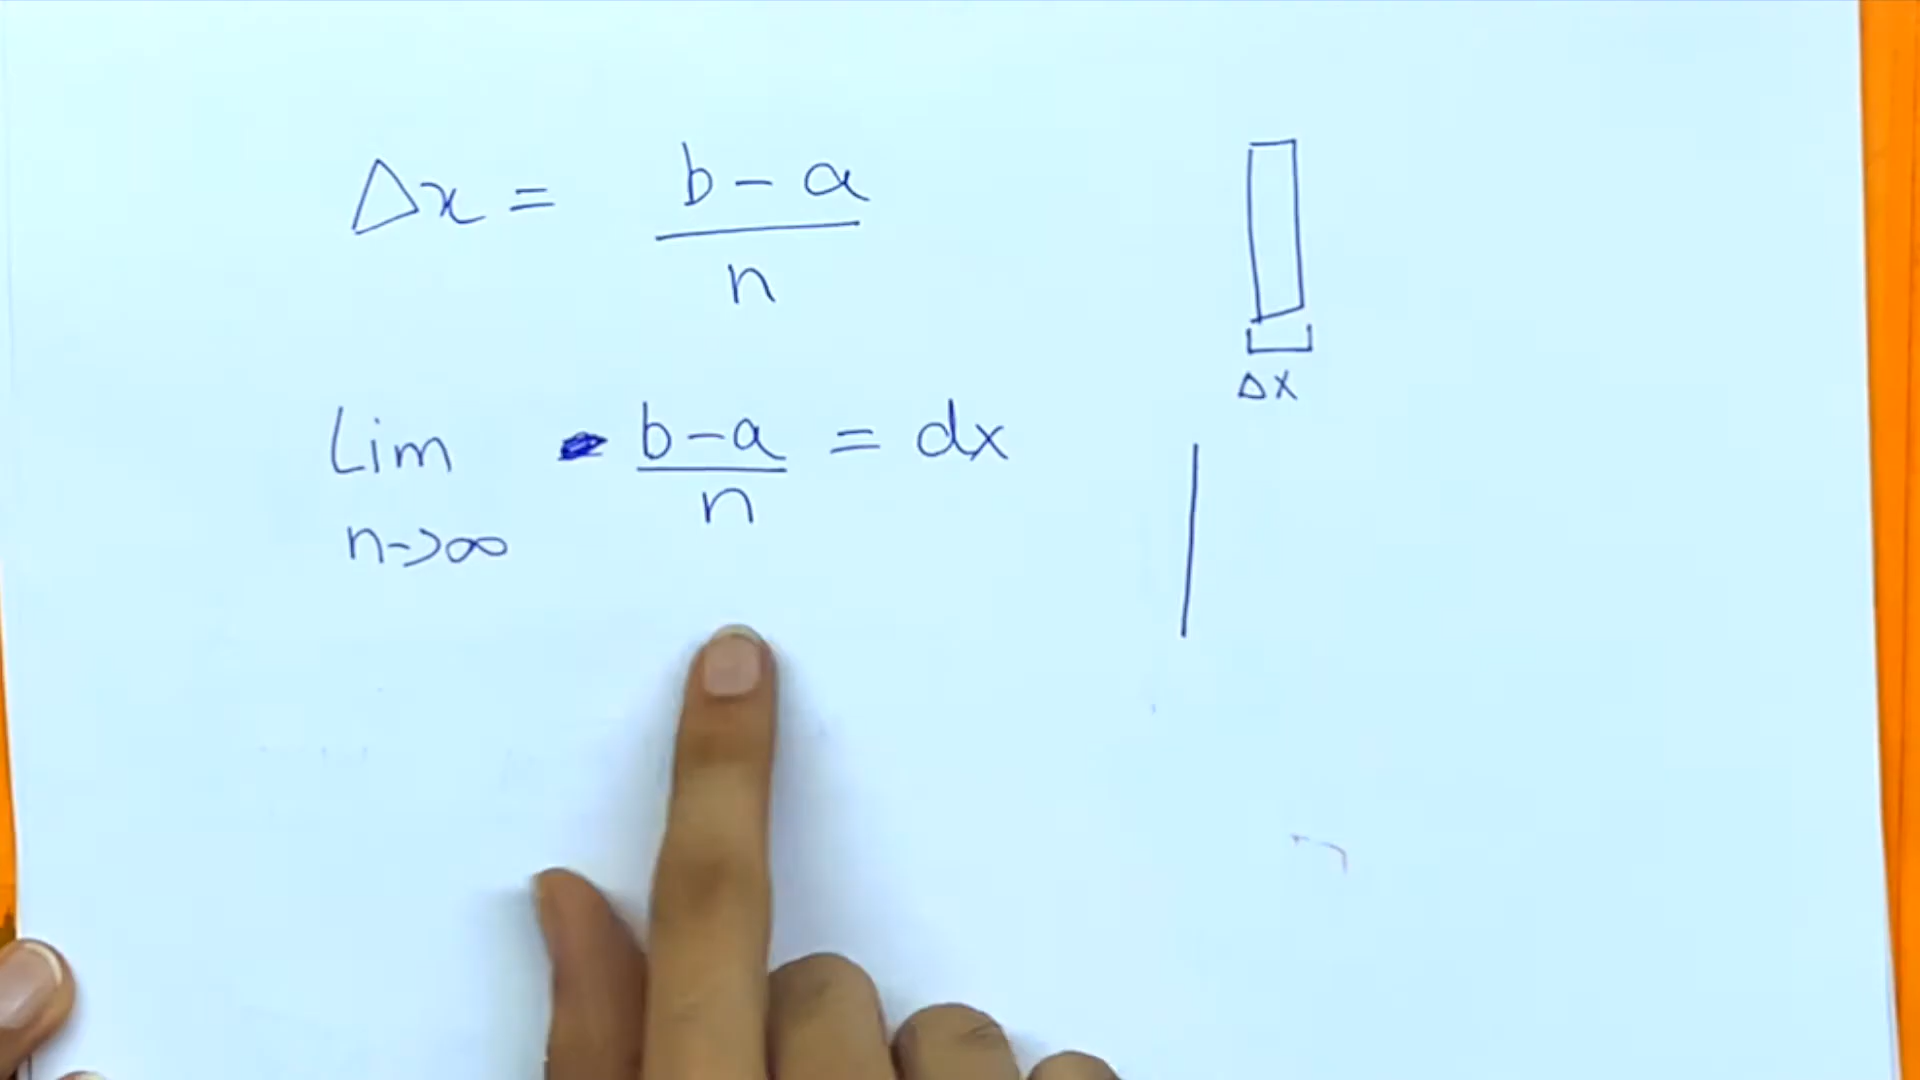 Δx = b - a / n
Δx
Lim n->∞ b-a / n = dx